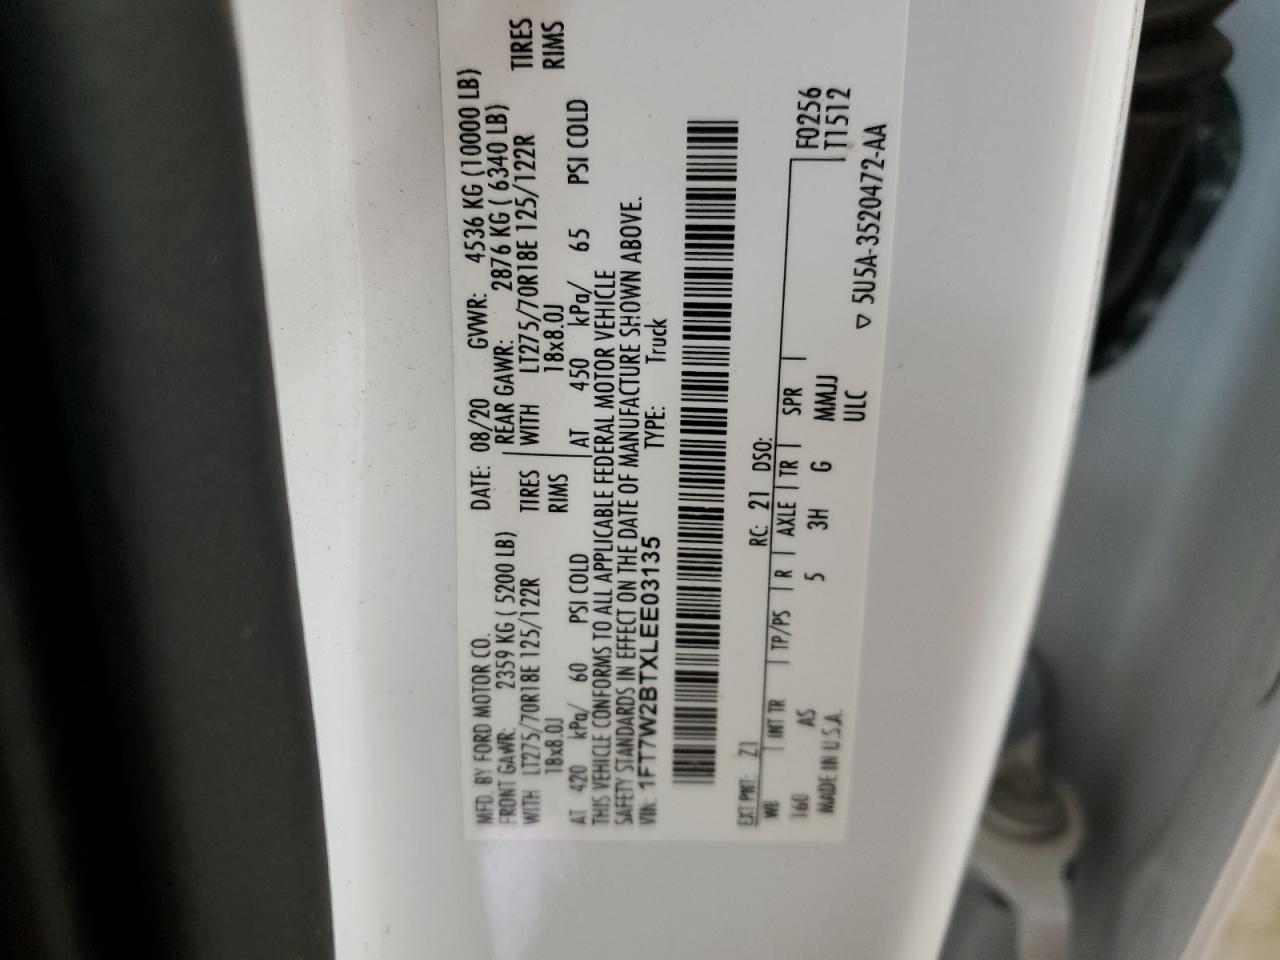 MFD. BY FORD MOTOR CO.
DATE: 08/20 GVWR: 4536 KG (10000 LB)
FRONT GAWR: 2359 KG ( 5200 LB) REAR GAWR: 2876 KG ( 6340 LB)
WITH LT275/70R18E 125/122R TIRES WITH LT275/70R18E 125/122R TIRES
18x8.0J RIMS 18x8.0J RIMS
AT 420 kPa/ 60 PSI COLD AT 450 kPa/ 65 PSI COLD
THIS VEHICLE CONFORMS TO ALL APPLICABLE FEDERAL MOTOR VEHICLE
SAFETY STANDARDS IN EFFECT ON THE DATE OF MANUFACTURE SHOWN ABOVE.
VIN: 1FT7W2BTXLEE03135 TYPE: Truck
EXT PNT: Z1 RC: 21 DSO:
WB INT TR TP/PS R AXLE TR SPR F0256
160 AS 5 3H G MMJJ T1512
MADE IN U.S.A. ULC
▽ 5U5A-3520472-AA